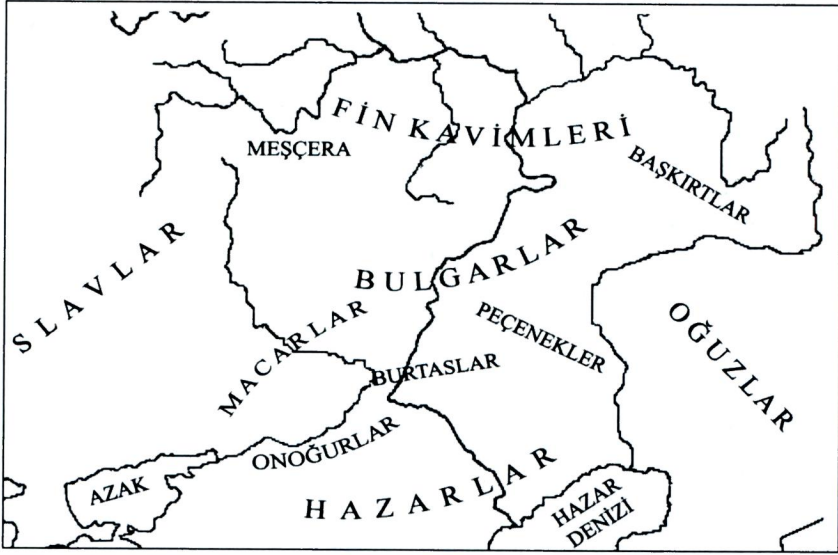 FİN KAVİMLERİ
MEŞÇERA
BAŞKIRTLAR
SLAVLAR
BULGARLAR
MACARLAR
PEÇENEKLER
OĞUZLAR
BURTASLAR
ONOĞURLAR
AZAK
HAZARLAR
HAZAR
DENİZİ